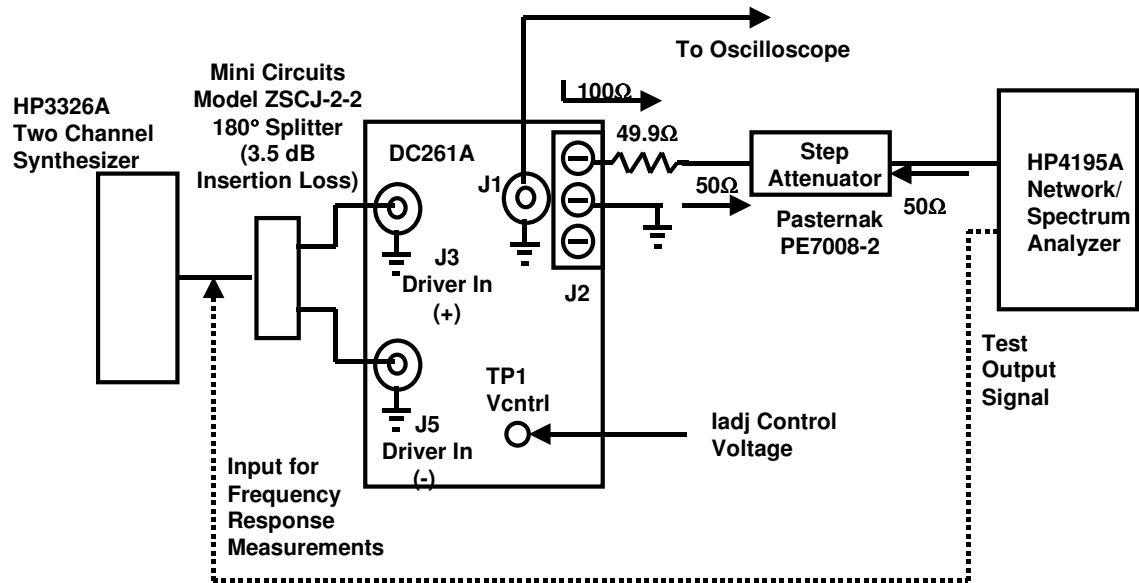 To Oscilloscope
Mini Circuits
Model ZSCJ-2-2
180° Splitter
(3.5 dB
Insertion Loss)
HP3326A
Two Channel
Synthesizer
DC261A
J1
100Ω
49.9Ω
50Ω
J2
Step
Attenuator
Pasternak
PE7008-2
50Ω
HP4195A
Network/
Spectrum
Analyzer
J3
Driver In
(+)
J5
Driver In
(-)
TP1
Vcntrl
Iadj Control
Voltage
Test
Output
Signal
Input for
Frequency
Response
Measurements